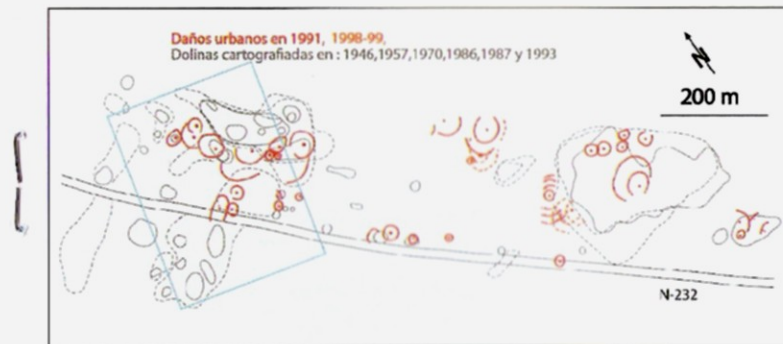 Daños urbanos en 1991, 1998-99,
Dolinas cartografiadas en : 1946,1957,1970,1986,1987 y 1993
N
200 m
N-232